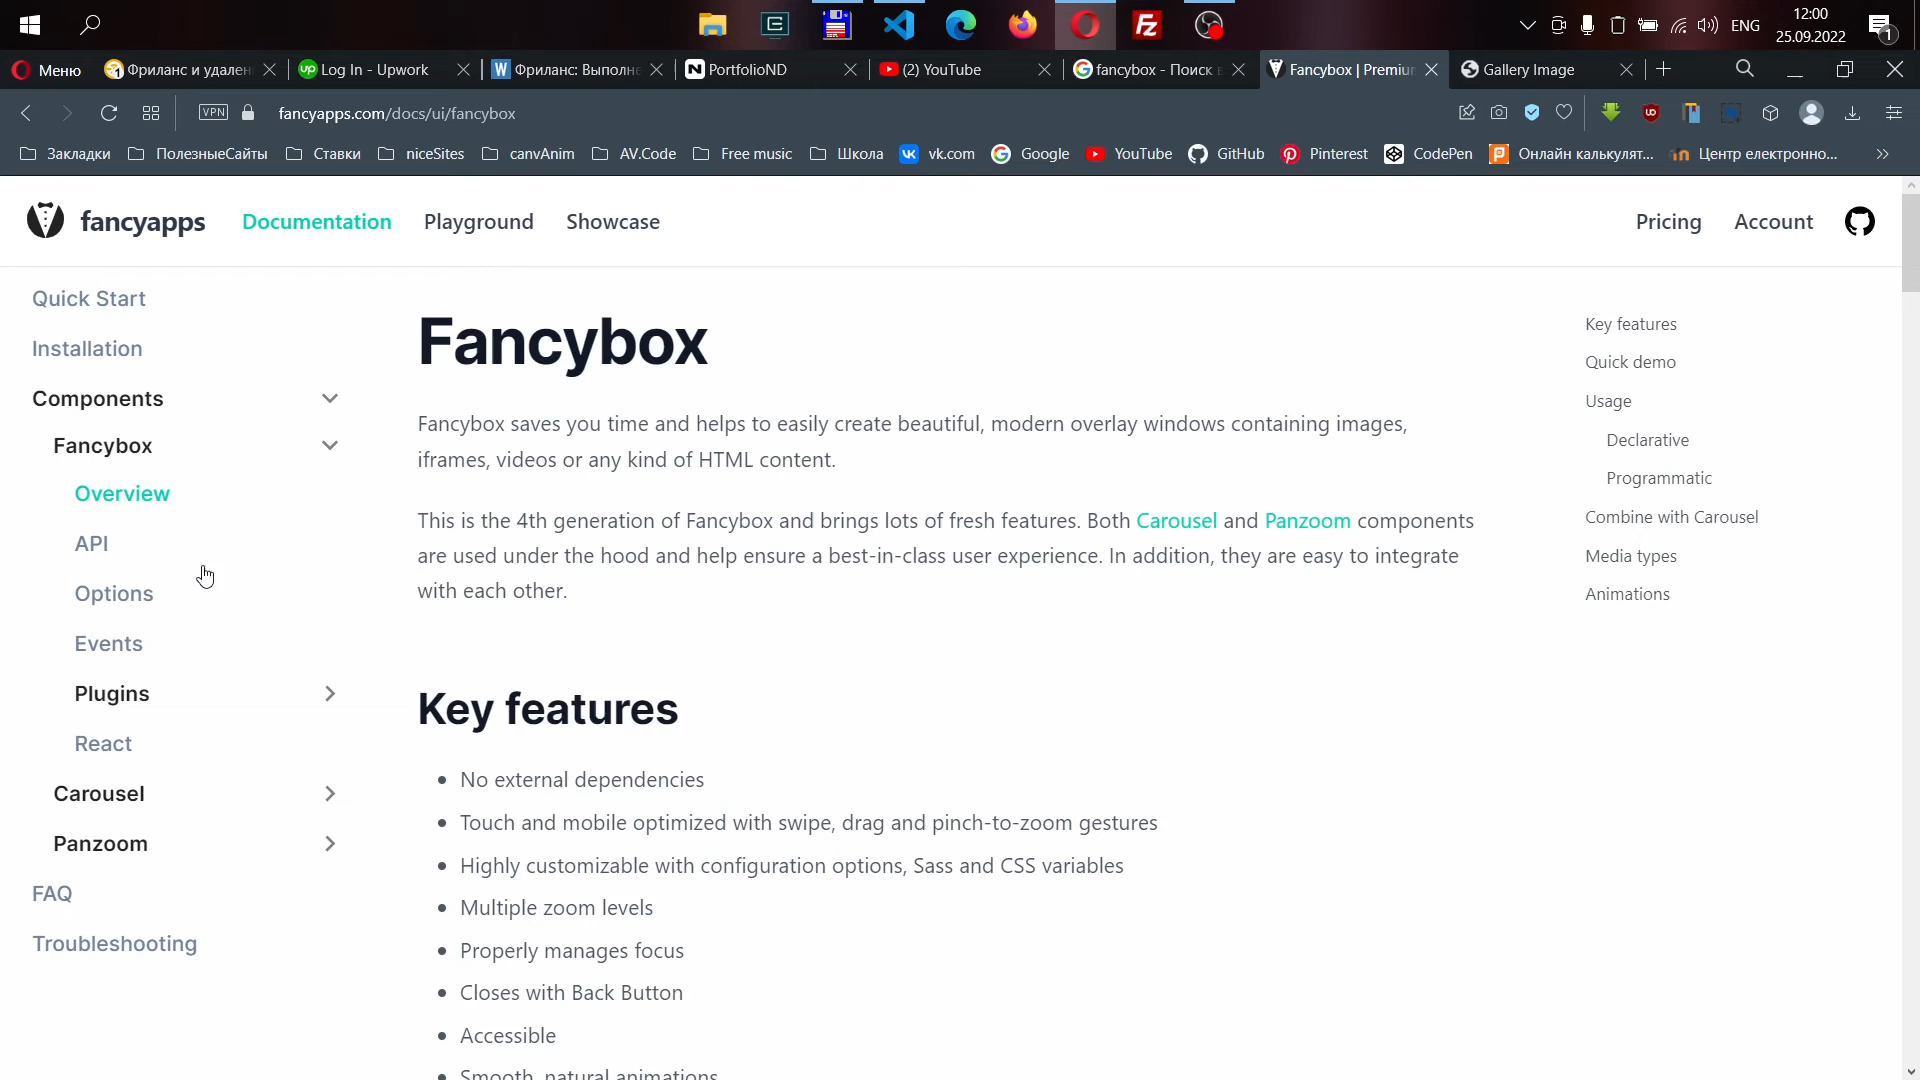 ENG
12:00
25.09.2022
1
Меню
Фриланс и удален
Log In - Upwork
Фриланс: Выполне
PortfolioND
(2) YouTube
fancybox - Поиск в
Fancybox | Premiun
Gallery Image
VPN
fancyapps.com/docs/ui/fancybox
Закладки
ПолезныеСайты
Ставки
niceSites
canvAnim
AV.Code
Free music
Школа
vk.com
Google
YouTube
GitHub
Pinterest
CodePen
Онлайн калькулят...
Центр електронно...
fancyapps
Documentation
Playground
Showcase
Pricing
Account
Quick Start
Installation
Components
Fancybox
Overview
API
Options
Events
Plugins
React
Carousel
Panzoom
FAQ
Troubleshooting
Fancybox
Fancybox saves you time and helps to easily create beautiful, modern overlay windows containing images,
iframes, videos or any kind of HTML content.
This is the 4th generation of Fancybox and brings lots of fresh features. Both Carousel and Panzoom components
are used under the hood and help ensure a best-in-class user experience. In addition, they are easy to integrate
with each other.
Key features
No external dependencies
Touch and mobile optimized with swipe, drag and pinch-to-zoom gestures
Highly customizable with configuration options, Sass and CSS variables
Multiple zoom levels
Properly manages focus
Closes with Back Button
Accessible
Smooth, natural animations
Key features
Quick demo
Usage
Declarative
Programmatic
Combine with Carousel
Media types
Animations